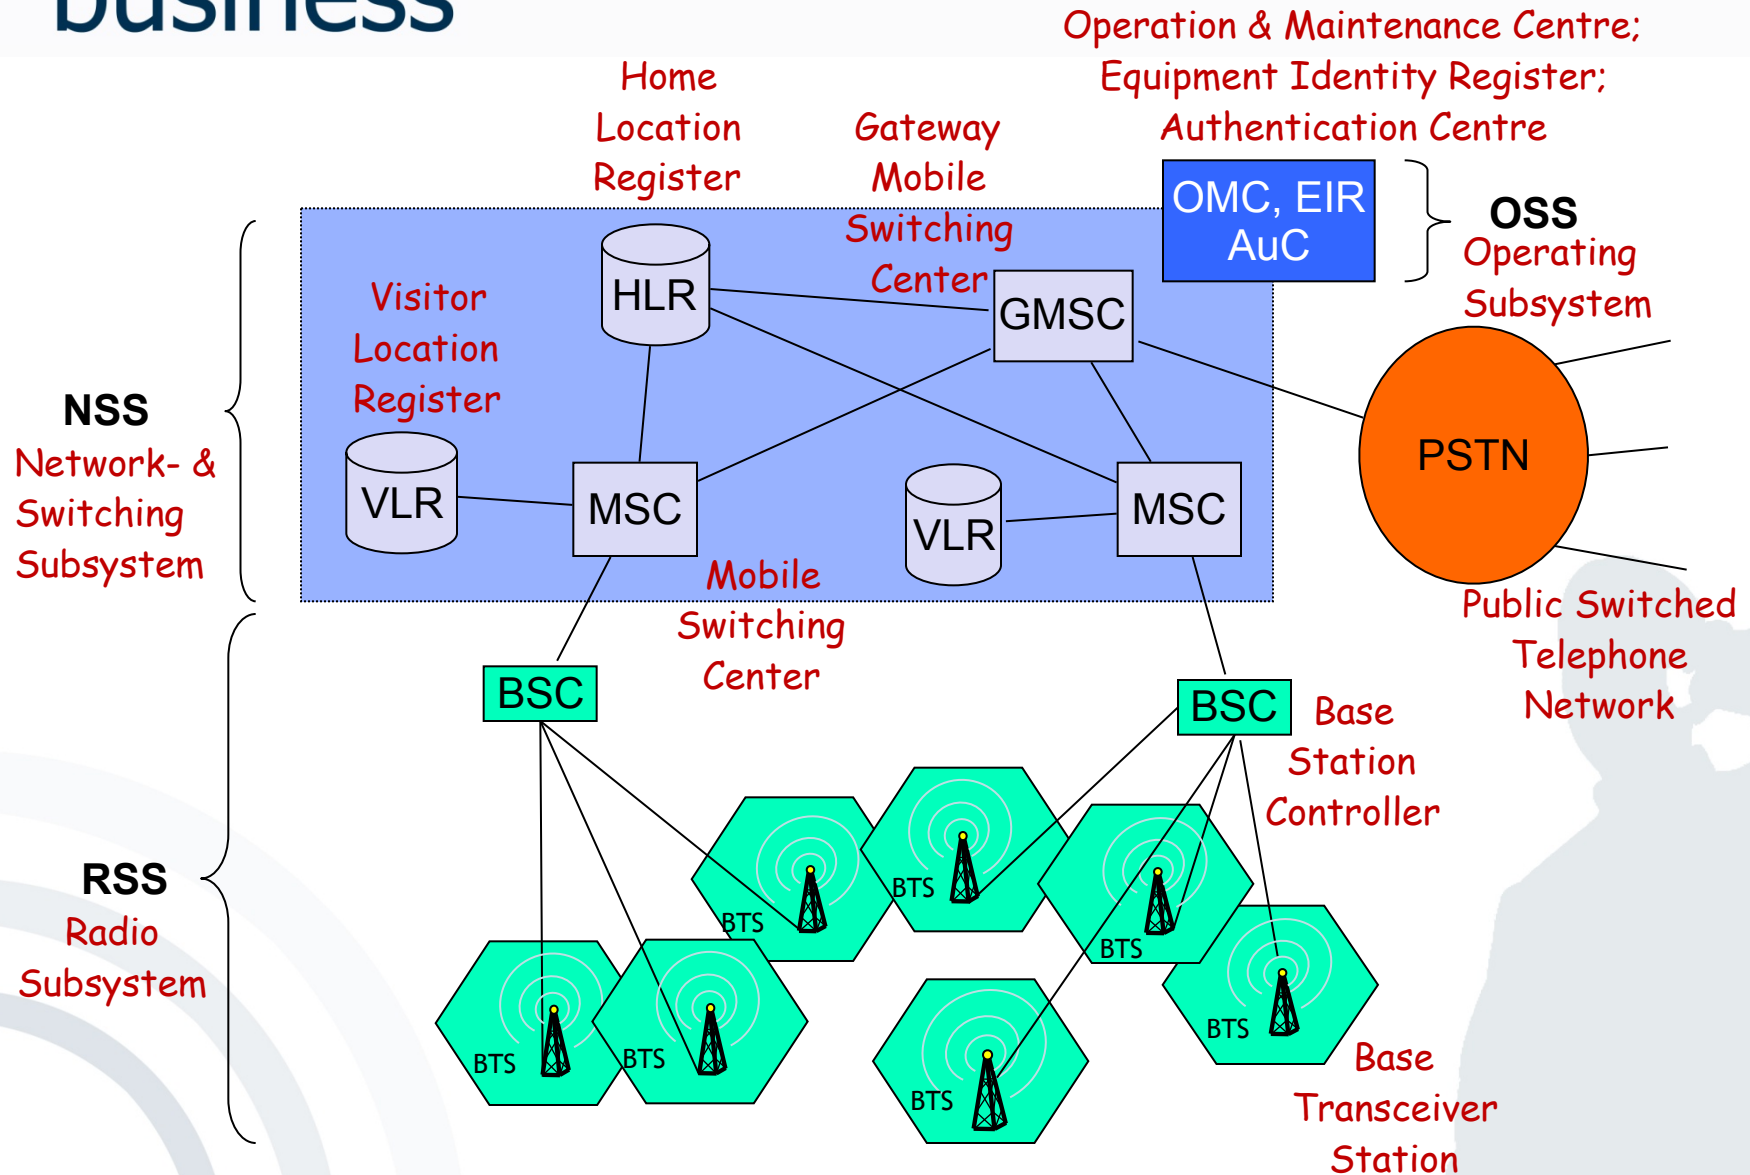 business
Operation & Maintenance Centre;
Equipment Identity Register;
Authentication Centre
Home
Location
Register
Gateway
Mobile
Switching
Center
OMC, EIR
AuC
OSS
Operating
Subsystem
Visitor
Location
Register
HLR
GMSC
NSS
Network- &
Switching
Subsystem
VLR
MSC
VLR
MSC
PSTN
Mobile
Switching
Center
Public Switched
Telephone
Network
BSC
BSC
Base
Station
Controller
RSS
Radio
Subsystem
BTS
BTS
BTS
BTS
BTS
BTS
BTS
Base
Transceiver
Station